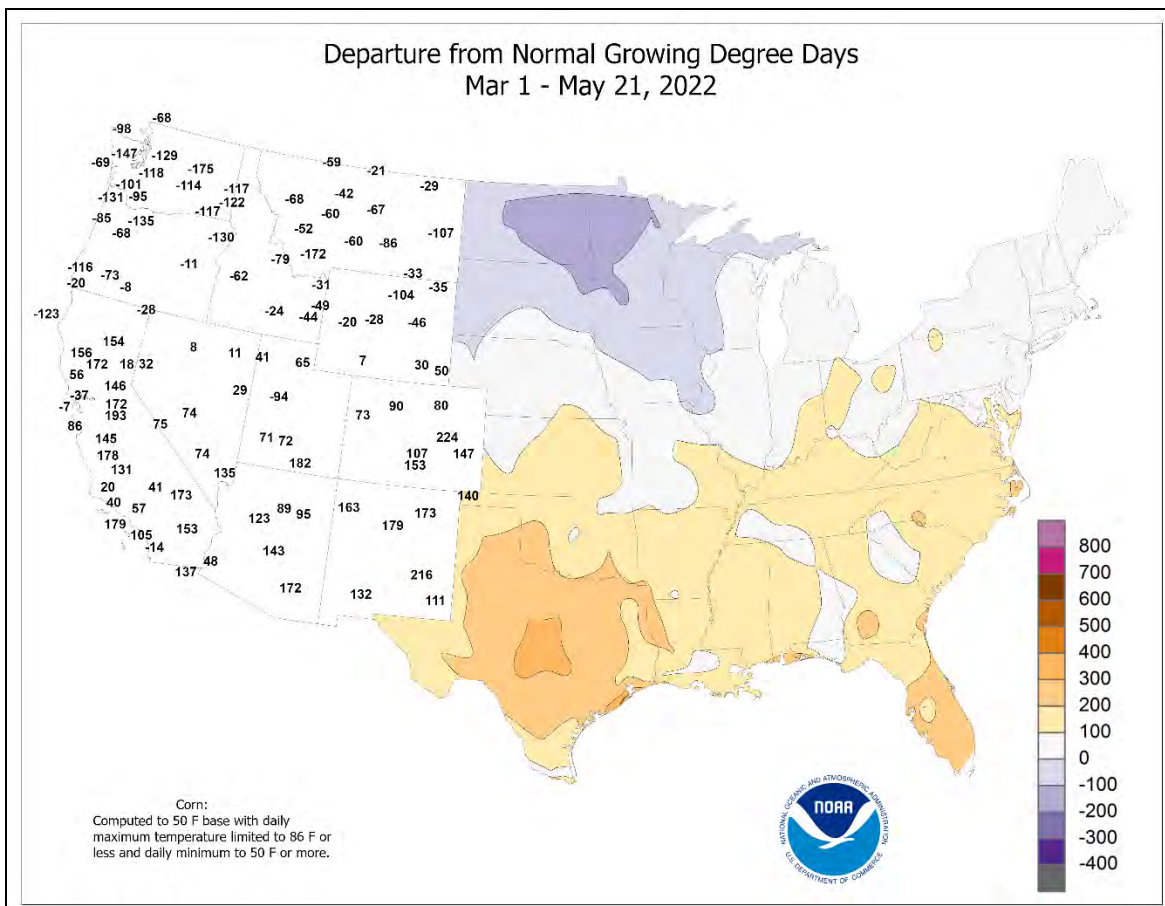 Departure from Normal Growing Degree Days
Mar 1 - May 21, 2022
-68
-98
-147 -129
-69 -118 -175
-101 -114 -117
-131 -95 -122
-117
-85 -135
-68 -130
-116 -73 -11
-20 -8
-123 -28
-59 -21
-29
-68 -42
-60 -67
-52 -107
-60 -86
-79 -172
-62 -31 -33
-35
-104
-49
-24 -44 -20 -28 -46
154
156 172 18 32 8 11 41 65 7 30 50
56
146 29 -94
-37 172
-7 193 74 73 90 80
86 75
145 71 72 224
178 74 107 147
131 182 153
135
20 41 173
40 57
179 153
-105
-14
137 48
140
89 95 163 173
123 179
143
172 216
132 111
Corn:
Computed to 50 F base with daily
maximum temperature limited to 86 F or
less and daily minimum to 50 F or more.
NATIONAL OCEANIC AND ATMOSPHERIC ADMINISTRATION
NOAA
U.S. DEPARTMENT OF COMMERCE
800
700
600
500
400
300
200
100
0
-100
-200
-300
-400